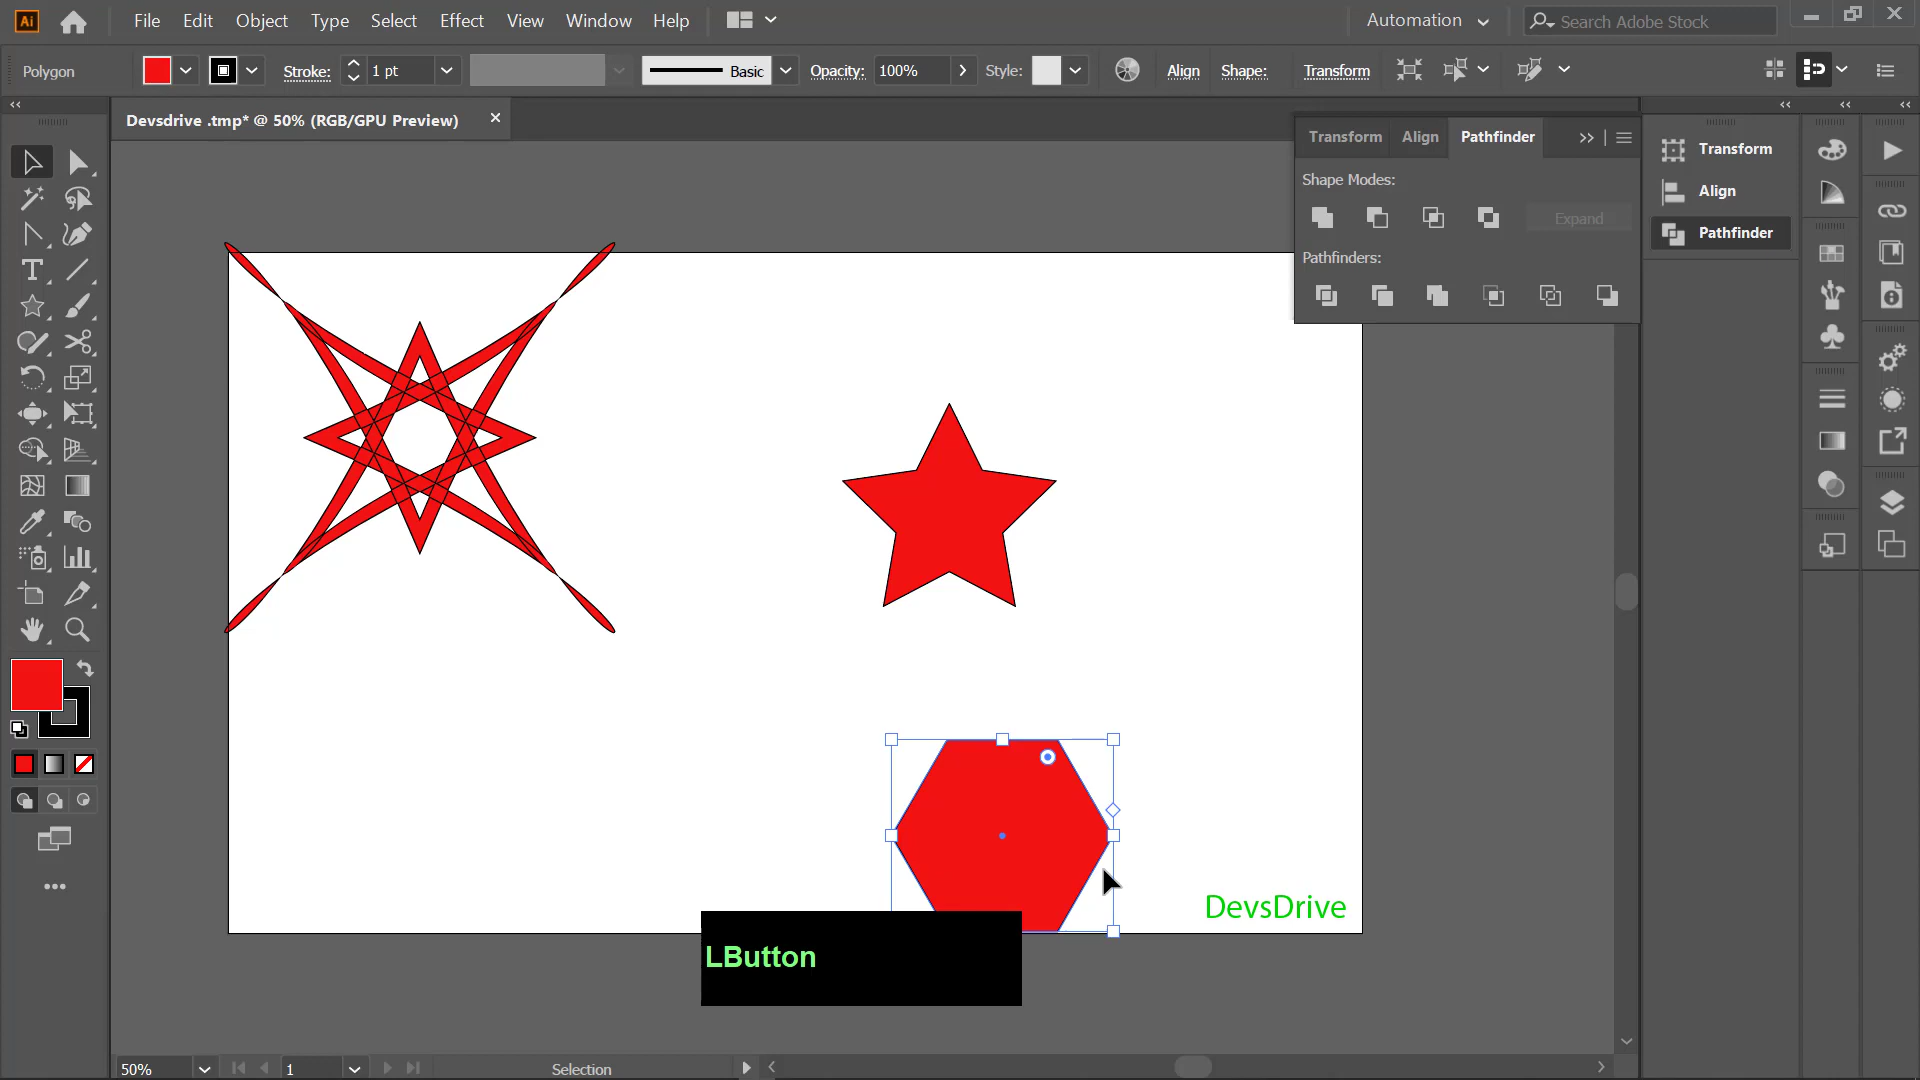 Ai File Edit Object Type Select Effect View Window Help Automation Search Adobe Stock
Polygon Stroke: 1 pt Basic Opacity: 100% Style: Align Shape: Transform
Devsdrive .tmp* @ 50% (RGB/GPU Preview)
Transform Align Pathfinder
Shape Modes:
Expand
Pathfinders:
Transform
Align
Pathfinder
DevsDrive
LButton
50% 1 Selection